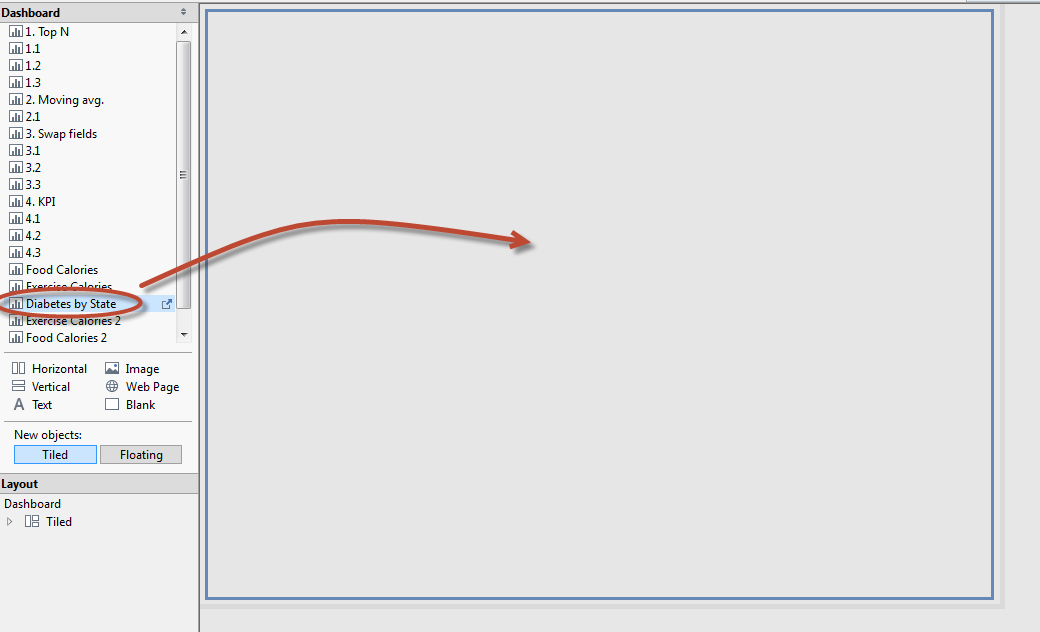 Dashboard
1. Top N
1.1
1.2
1.3
2. Moving avg.
2.1
3. Swap fields
3.1
3.2
3.3
4. KPI
4.1
4.2
4.3
Food Calories
Exercise Calories
Diabetes by State
Exercise Calories 2
Food Calories 2
Horizontal Image
Vertical Web Page
A Text Blank
New objects:
Tiled Floating
Layout
Dashboard
Tiled